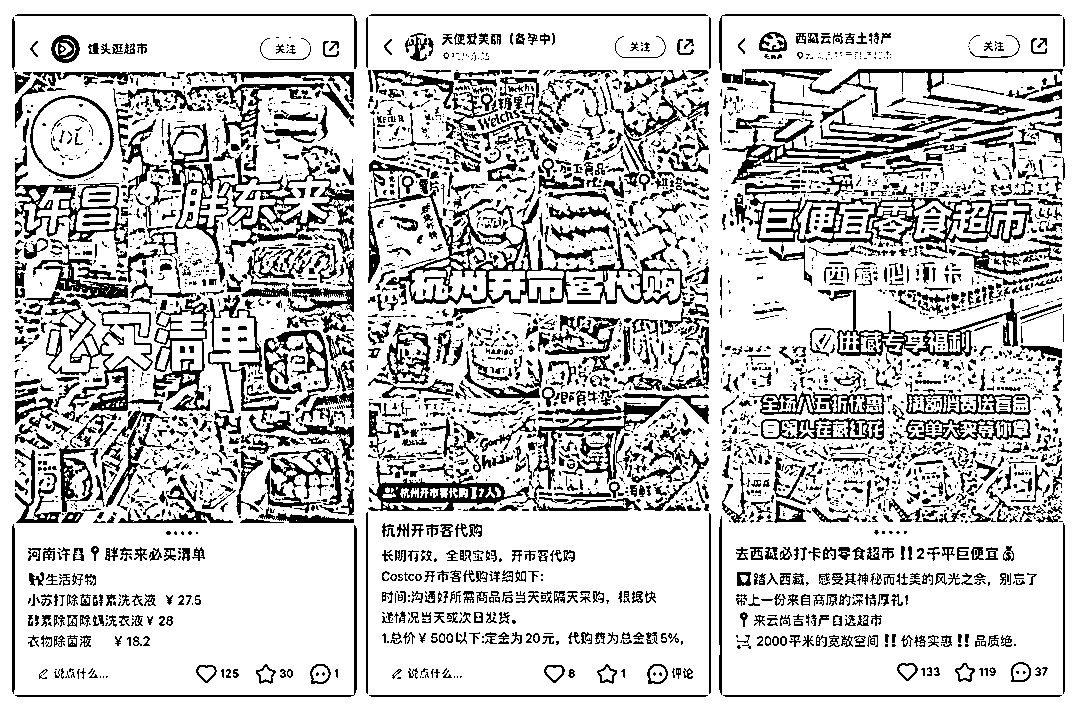 馒头逛超市
关注
许昌 胖东来
必买清单
河南许昌📍胖东来必买清单
生活好物
小苏打除菌酵素洗衣液 ¥ 27.5
酵素除菌除螨洗衣液 ¥ 28
衣物除菌液 ¥ 18.2
说点什么...
125
30
1
天使爱美丽（备孕中）
关注
Welch's
加工食品
烘焙
杭州开市客代购
HARIBO
杭州开市客代购【7人】
杭州开市客代购
长期有效，全职宝妈，开市客代购
Costco开市客代购详细如下：
时间:沟通好所需商品后当天或隔天采购，根据快
递情况当天或次日发货。
1.总价¥500以下:定金为20元，代购费为总金额5%，
说点什么...
8
1
评论
西藏云尚吉土特产
关注
巨便宜零食超市
西藏必打卡
进藏专享福利
全场八五折优惠 满额消费送盲盒
口令头在藏红花 免单大奖等你拿
去西藏必打卡的零食超市‼️2千平巨便宜💰
踏入西藏，感受其神秘而壮美的风光之余，别忘了
带上一份来自高原的深情厚礼!
📍来云尚吉特产自选超市
🛒 2000平米的宽敞空间‼️价格实惠‼️品质绝.
133
119
37